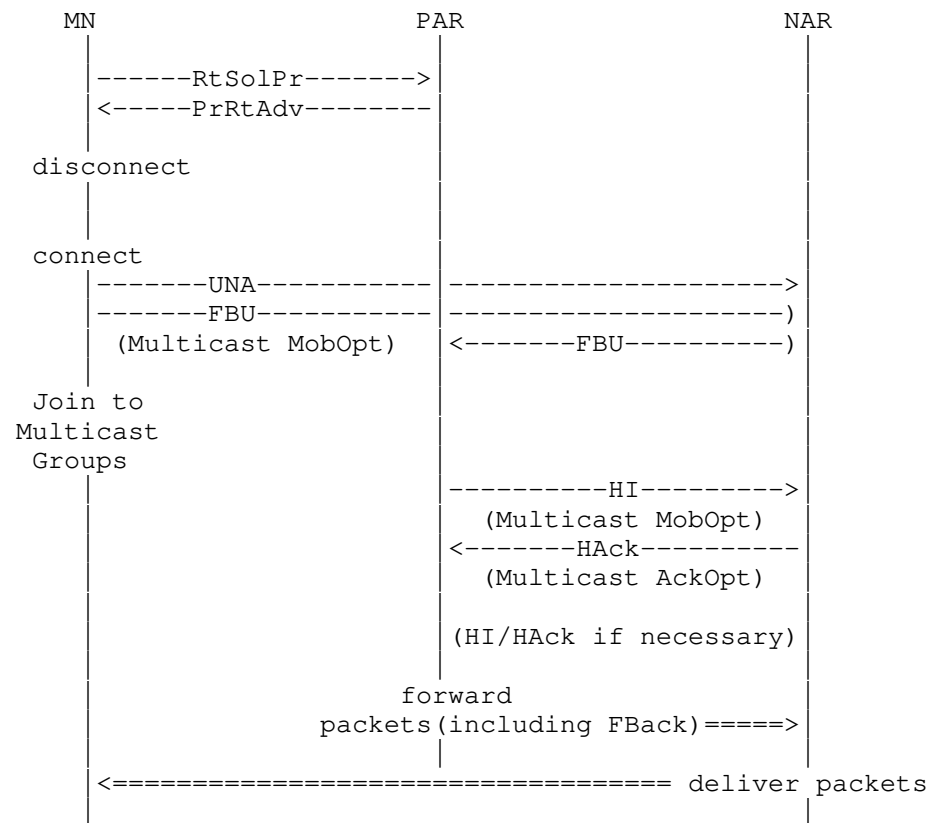 MN PAR NAR
------RtSolPr------->
<-----PrRtAdv--------
disconnect
connect
-------UNA-----------|--------------------->
-------FBU-----------|---------------------)
(Multicast MobOpt) <-------FBU----------)
Join to
Multicast
Groups
----------HI--------->
(Multicast MobOpt)
<-------HAck----------
(Multicast AckOpt)
(HI/HAck if necessary)
forward
packets(including FBack)=====>
<=================================== deliver packets